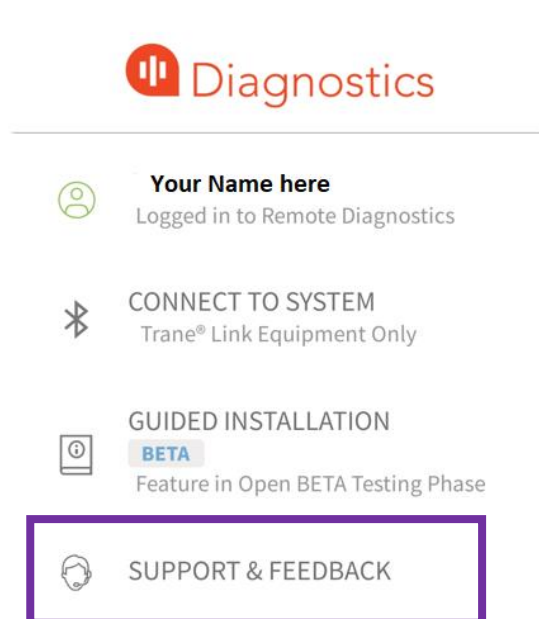 Diagnostics
Your Name here
Logged in to Remote Diagnostics
CONNECT TO SYSTEM
Trane® Link Equipment Only
GUIDED INSTALLATION
BETA
Feature in Open BETA Testing Phase
SUPPORT & FEEDBACK